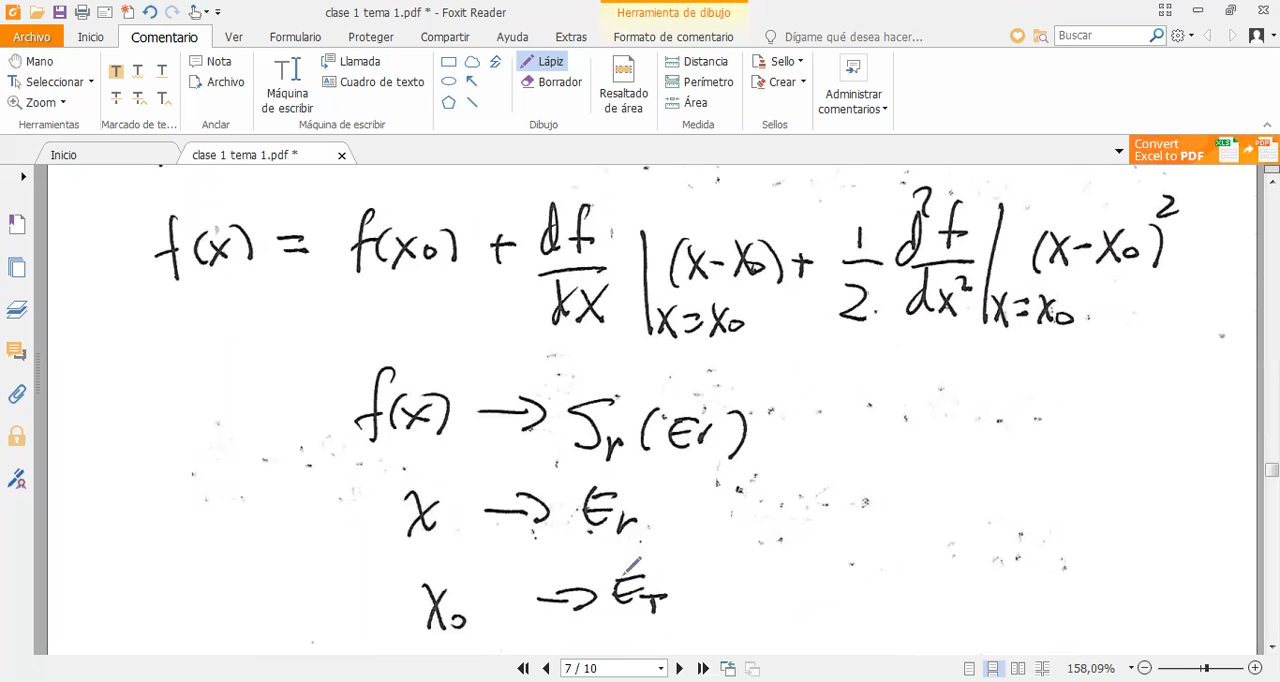 clase 1 tema 1.pdf * - Foxit Reader
Herramienta de dibujo
Archivo Inicio Comentario Ver Formulario Proteger Compartir Ayuda Extras Formato de comentario Dígame qué desea hacer... Buscar
Mano
Seleccionar
Zoom
Herramientas
T T T
T T T
Marcado de te...
Nota
Archivo
Anclar
Máquina de escribir
Llamada
Cuadro de texto
Máquina de escribir
Lápiz
Borrador
Dibujo
Resaltado de área
Distancia
Perímetro
Área
Medida
Sello
Crear
Sellos
Administrar comentarios
Inicio
clase 1 tema 1.pdf *
Convert Excel to PDF
f(x) = f(x₀) + df/dx |ₓ₌ₓ₀ (x-x₀) + 1/2 d²f/dx² |ₓ₌ₓ₀ (x-x₀)²
f(x) → Sᵣ(Er)
x → Eᵣ
x₀ → E_T
7 / 10
158,09%